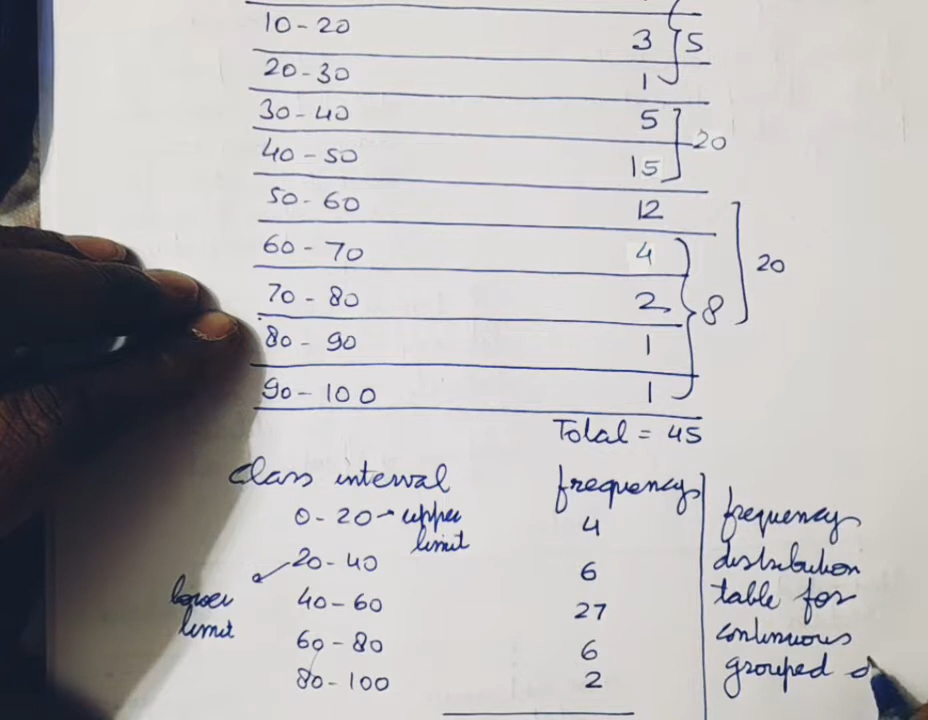 10-20 3 5
20-30 1
30-40 5
40-50 15 20
50-60 12
60-70 4 20
70-80 2 8
80-90 1
90-100 1
Total = 45
class interval frequency
0-20 upper limit 4
20-40 6
lower limit
40-60 27
60-80 6
80-100 2
frequency
distribution
table for
continuous
grouped d